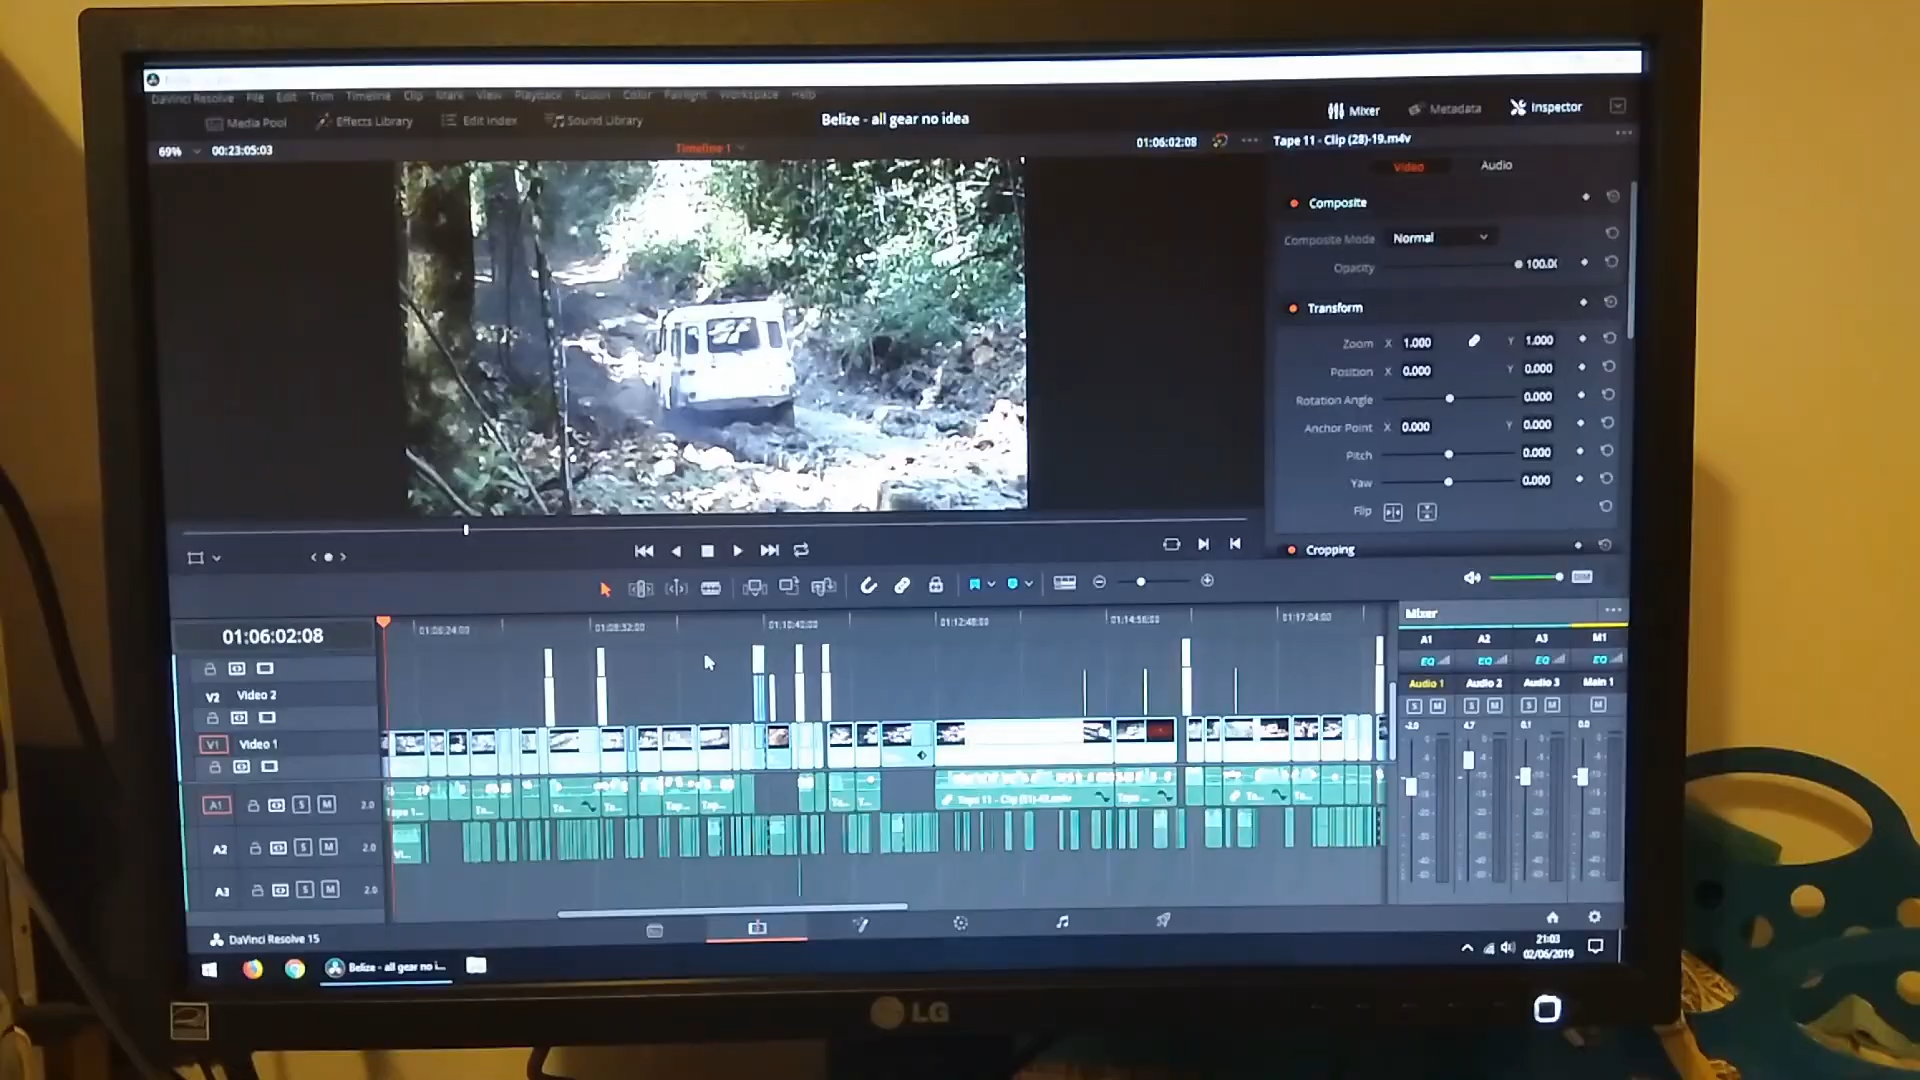 DaVinci Resolve File Edit Trim Timeline Clip Mark View Playback Fusion Color Fairlight Workspace Help
Media Pool Effects Library Edit Index Sound Library
Belize - all gear no idea
Mixer Metadata Inspector
69% 00:23:05:03
Timeline 1
01:06:02:08
Tape 11 - Clip (28)-19.m4v
Video Audio
Composite
Composite Mode Normal
Opacity 100.0
Transform
Zoom X 1.000 Y 1.000
Position X 0.000 Y 0.000
Rotation Angle 0.000
Anchor Point X 0.000 Y 0.000
Pitch 0.000
Yaw 0.000
Flip
Cropping
DIM
01:06:02:08
01:06:24:00 01:08:32:00 01:10:40:00 01:12:48:00 01:14:56:00 01:17:04:00
V2 Video 2
V1 Video 1
A1 S M 2.0
A2 S M 2.0
A3 S M 2.0
Tape 1...
Ta...
To...
Ta...
Tap...
Tap...
Tape 11 - Clip (51)-42.m4v
Tape ...
Vi...
Mixer
A1 A2 A3 M1
EQ EQ EQ EQ
Audio 1 Audio 2 Audio 3 Main 1
S M S M S M M
-2.0 4.7 0.1 0.0
DaVinci Resolve 15
Belize - all gear no i...
21:03
02/06/2019
LG